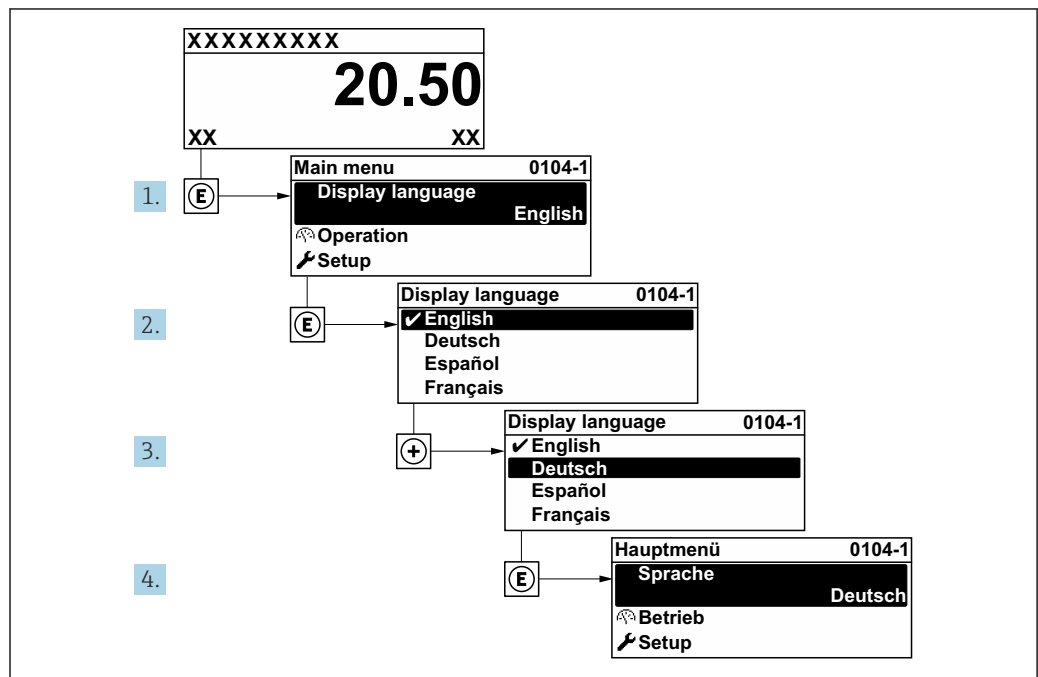 XXXXXXXXX
20.50
XX XX
1. E
Main menu 0104-1
Display language
English
Operation
Setup
2. E
Display language 0104-1
✔ English
Deutsch
Español
Français
3. +
Display language 0104-1
✔ English
Deutsch
Español
Français
4. E
Hauptmenü 0104-1
Sprache
Deutsch
Betrieb
Setup